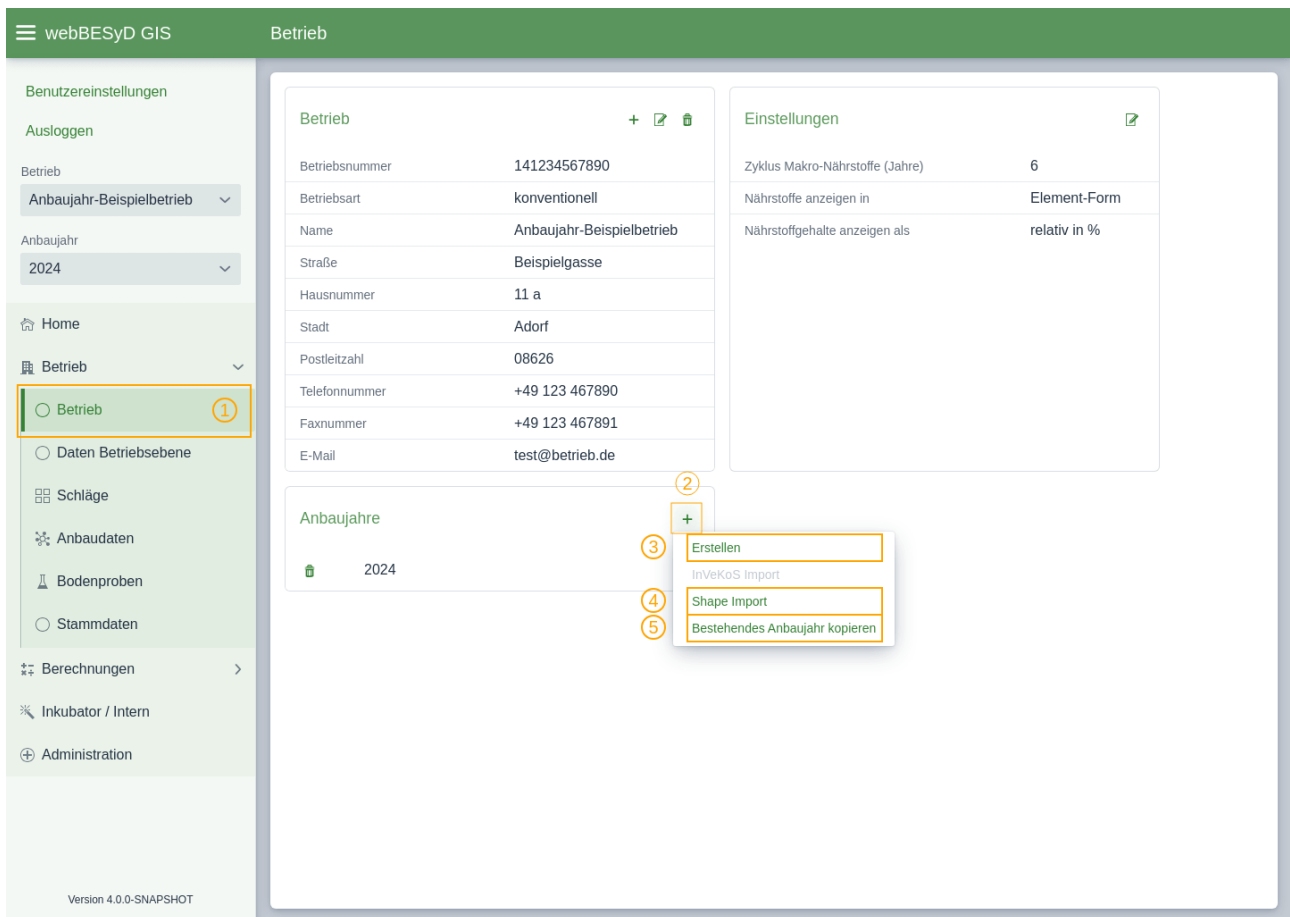 webBESyD GIS
Betrieb
Benutzereinstellungen
Ausloggen
Betrieb
Anbaujahr-Beispielbetrieb
Anbaujahr
2024
Home
Betrieb
Betrieb 1
Daten Betriebsebene
Schläge
Anbaudaten
Bodenproben
Stammdaten
Berechnungen
Inkubator / Intern
Administration
Version 4.0.0-SNAPSHOT
Betrieb
Betriebsnummer 141234567890
Betriebsart konventionell
Name Anbaujahr-Beispielbetrieb
Straße Beispielgasse
Hausnummer 11 a
Stadt Adorf
Postleitzahl 08626
Telefonnummer +49 123 467890
Faxnummer +49 123 467891
E-Mail test@betrieb.de
Einstellungen
Zyklus Makro-Nährstoffe (Jahre) 6
Nährstoffe anzeigen in Element-Form
Nährstoffgehalte anzeigen als relativ in %
2
Anbaujahre +
2024
3 Erstellen
InVeKoS Import
4 Shape Import
5 Bestehendes Anbaujahr kopieren